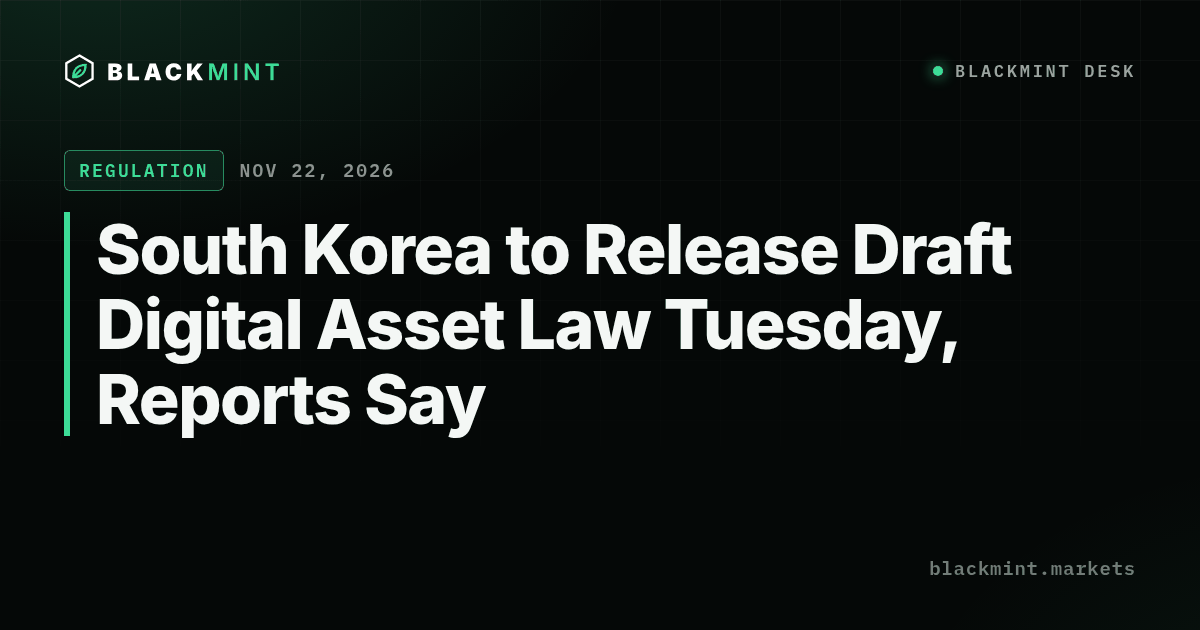 BLACKMINT
BLACKMINT DESK
REGULATION
NOV 22, 2026
South Korea to Release Draft
Digital Asset Law Tuesday,
Reports Say
blackmint.markets